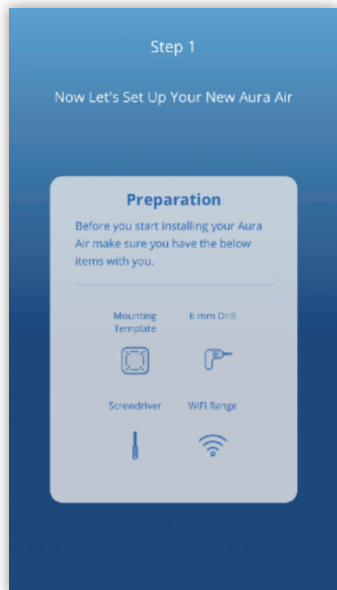 Step 1
Now Let's Set Up Your New Aura Air
Preparation
Before you start installing your Aura
Air make sure you have the below
items with you.
Mounting
Template
6 mm Drill
Screwdriver
WiFi Range